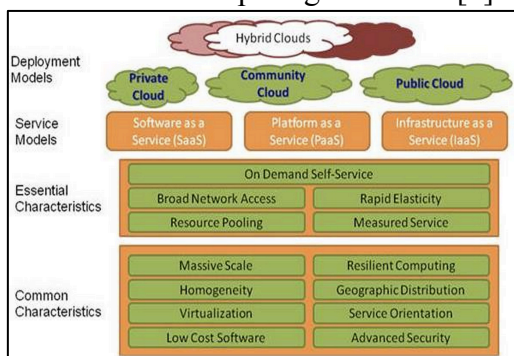 Hybrid Clouds
Deployment
Models
Private
Cloud
Community
Cloud
Public Cloud
Service
Models
Software as a
Service (SaaS)
Platform as a
Service (PaaS)
Infrastructure as a
Service (IaaS)
Essential
Characteristics
On Demand Self-Service
Broad Network Access
Rapid Elasticity
Resource Pooling
Measured Service
Common
Characteristics
Massive Scale
Resilient Computing
Homogeneity
Geographic Distribution
Virtualization
Service Orientation
Low Cost Software
Advanced Security